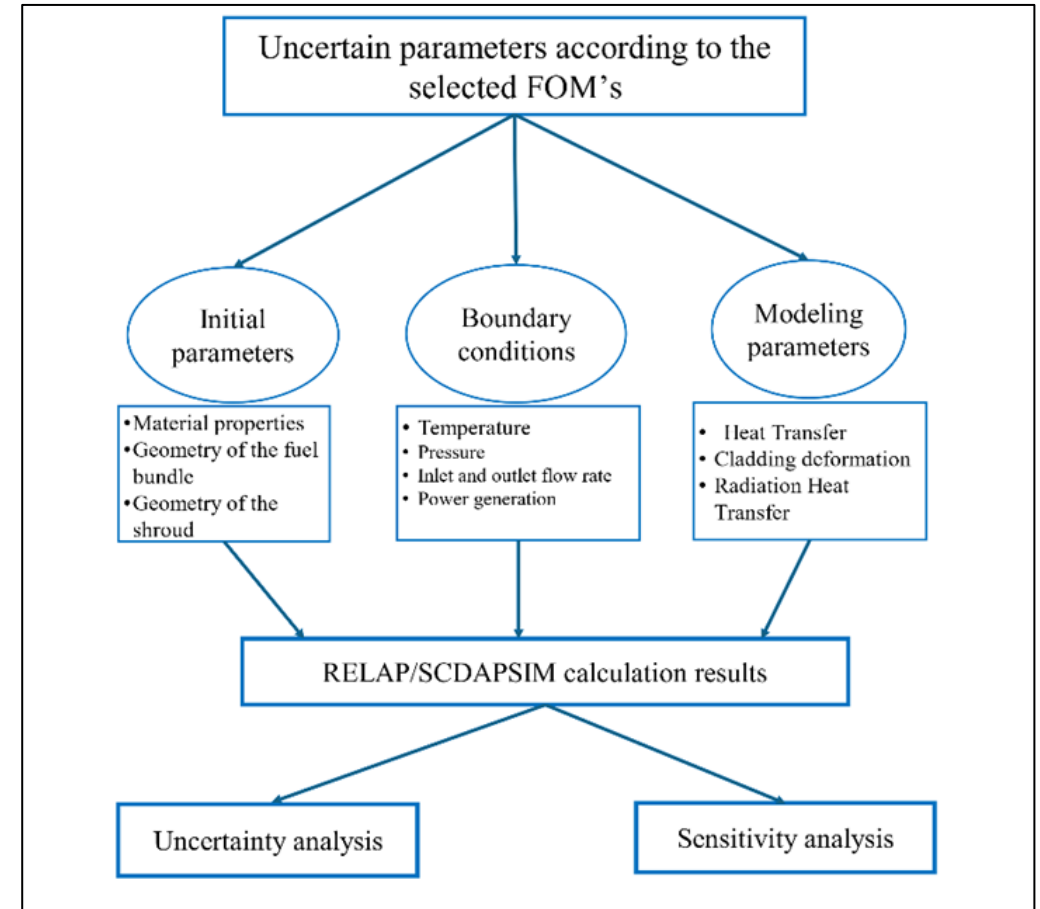 Uncertain parameters according to the
selected FOM's
Initial
parameters
Boundary
conditions
Modeling
parameters
•Material properties
•Geometry of the fuel
bundle
•Geometry of the
shroud
• Temperature
• Pressure
• Inlet and outlet flow rate
• Power generation
• Heat Transfer
• Cladding deformation
• Radiation Heat
Transfer
RELAP/SCDAPSIM calculation results
Uncertainty analysis
Sensitivity analysis